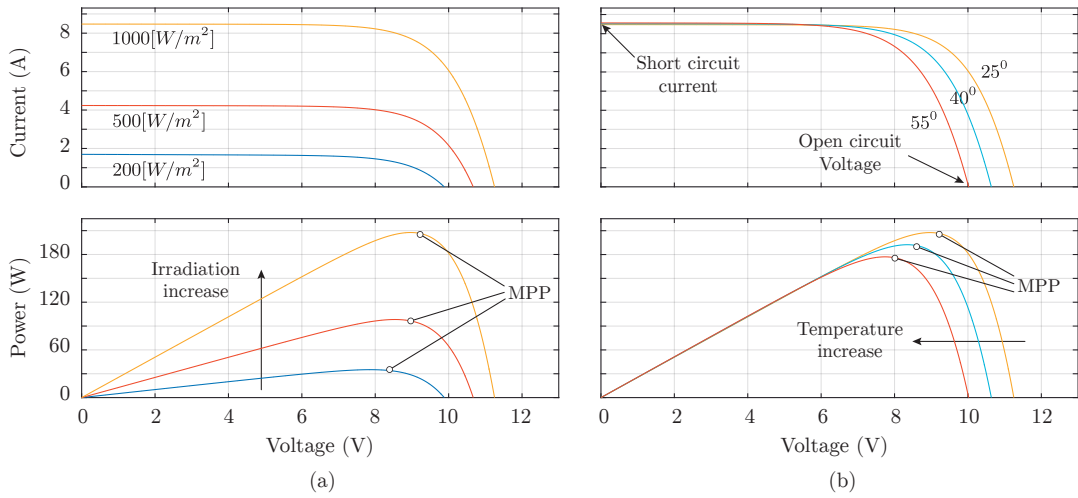 Current (A)
8
6
4
2
0
1000[W/m²]
500[W/m²]
200[W/m²]
Short circuit
current
25⁰
40⁰
55⁰
Open circuit
Voltage
Power (W)
180
120
60
0
Irradiation
increase
MPP
0
2
4
6
8
10
12
Voltage (V)
(a)
MPP
Temperature
increase
0
2
4
6
8
10
12
Voltage (V)
(b)